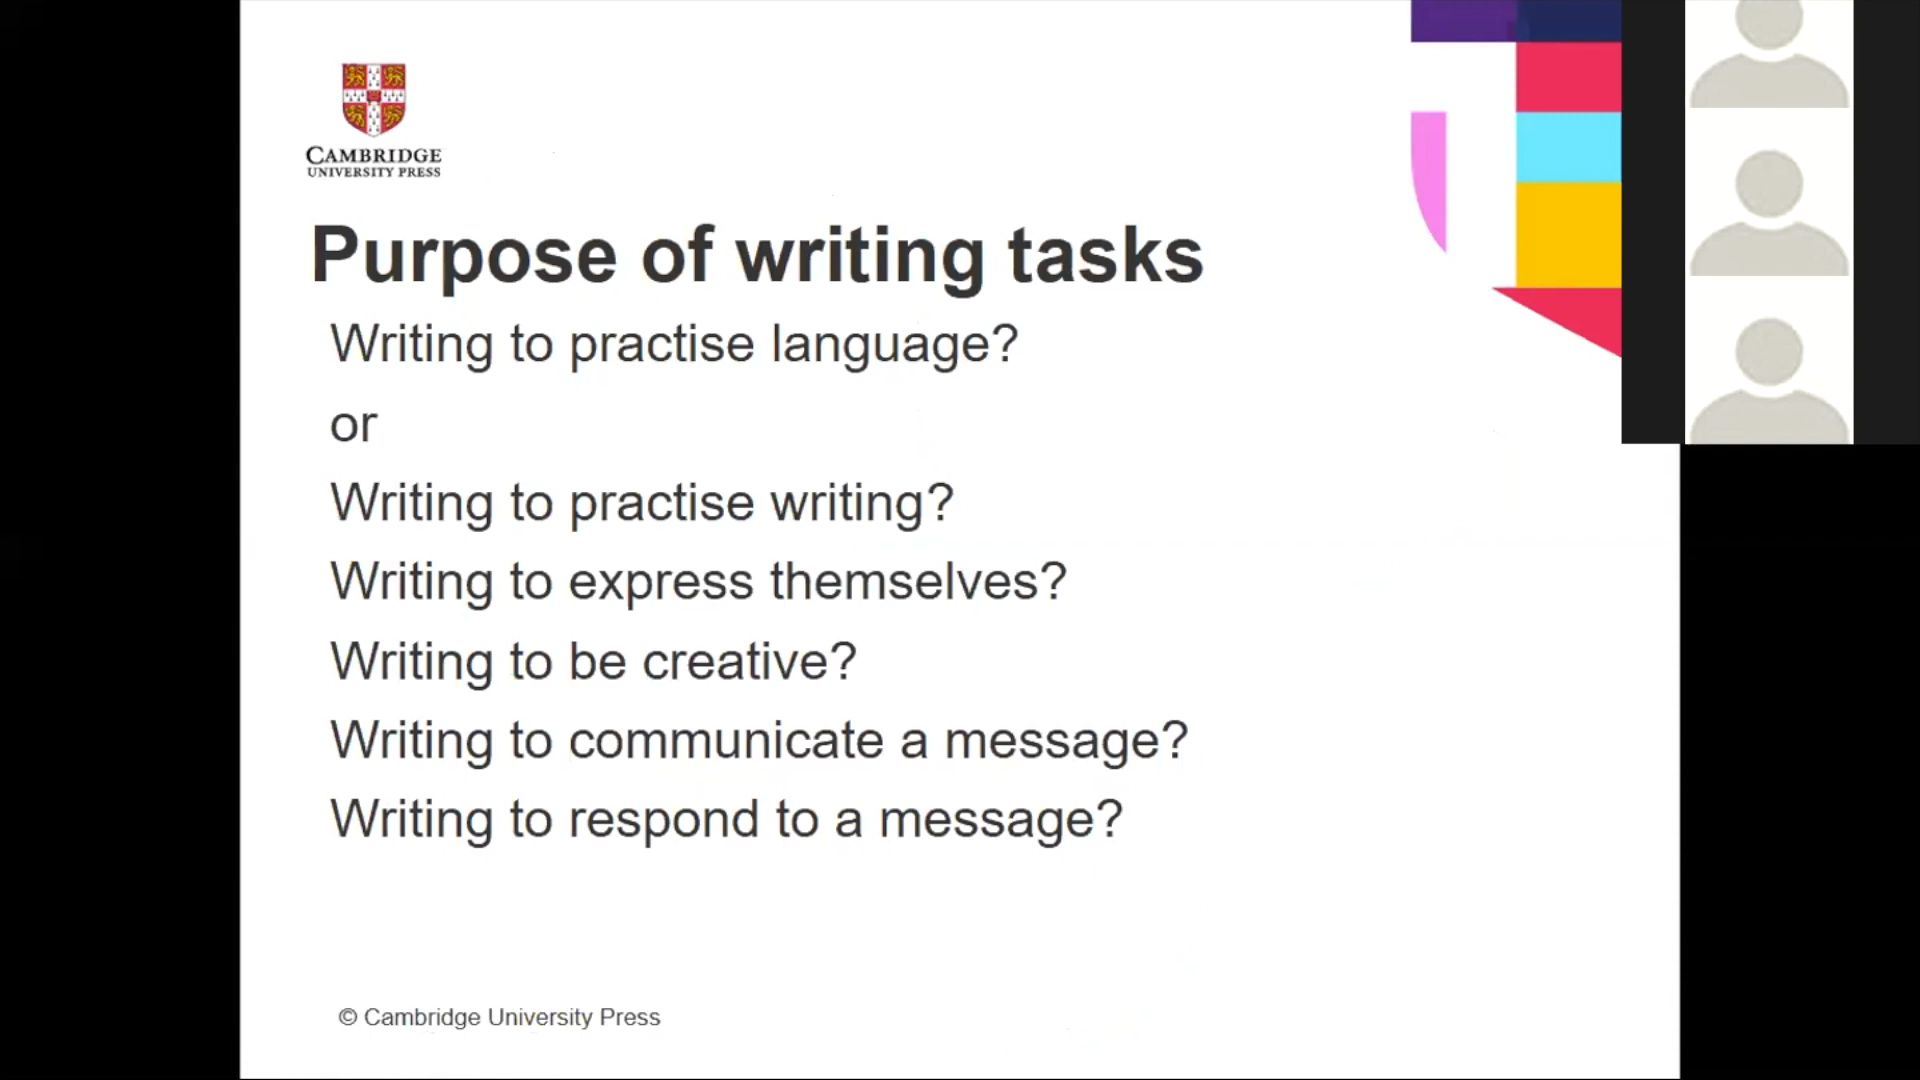 CAMBRIDGE
UNIVERSITY PRESS
Purpose of writing tasks
Writing to practise language?
or
Writing to practise writing?
Writing to express themselves?
Writing to be creative?
Writing to communicate a message?
Writing to respond to a message?
© Cambridge University Press